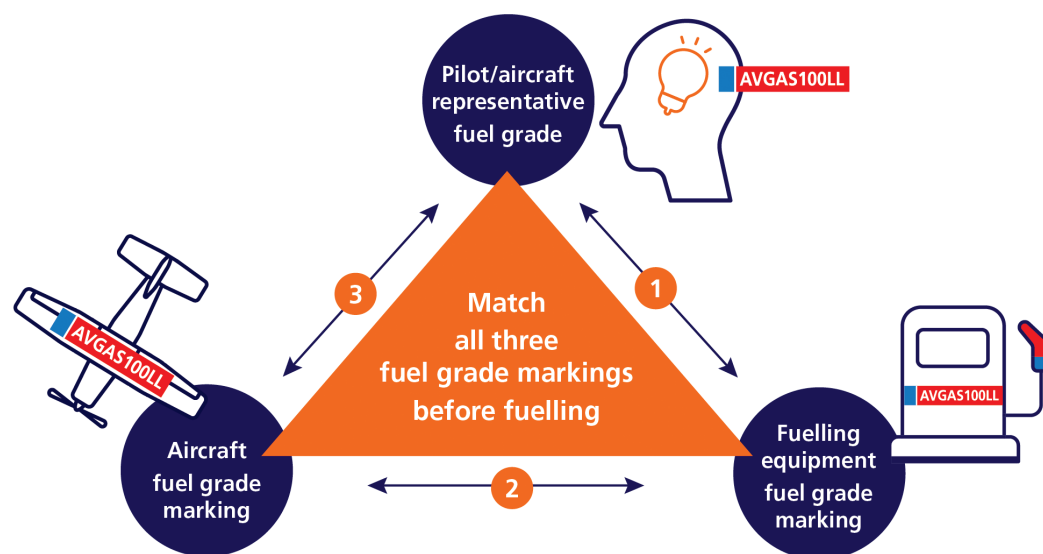 Pilot/aircraft
representative
fuel grade
AVGAS100LL
3
1
Match
all three
fuel grade markings
before fuelling
AVGAS100LL
AVGAS100LL
Aircraft
fuel grade
marking
2
Fuelling
equipment
fuel grade
marking